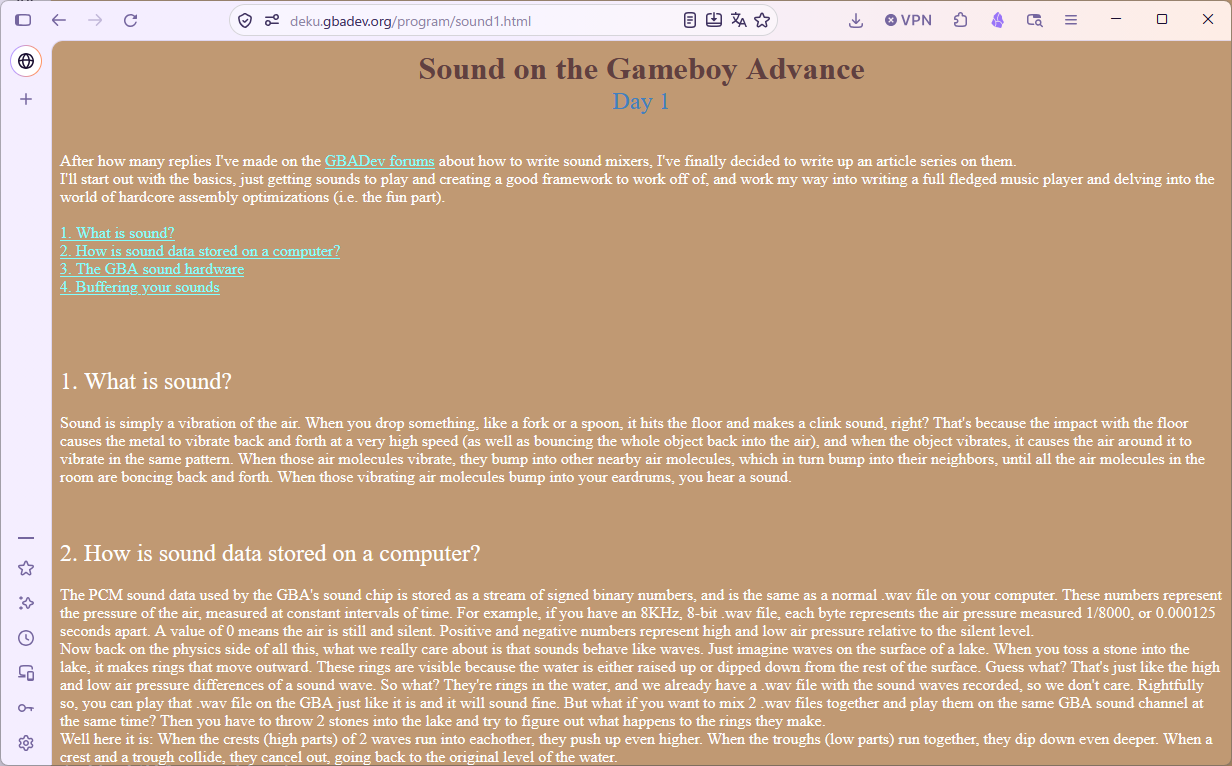 deku.gbadev.org/program/sound1.html
VPN
Sound on the Gameboy Advance
Day 1
After how many replies I've made on the GBADev forums about how to write sound mixers, I've finally decided to write up an article series on them.
I'll start out with the basics, just getting sounds to play and creating a good framework to work off of, and work my way into writing a full fledged music player and delving into the
world of hardcore assembly optimizations (i.e. the fun part).
1. What is sound?
2. How is sound data stored on a computer?
3. The GBA sound hardware
4. Buffering your sounds
1. What is sound?
Sound is simply a vibration of the air. When you drop something, like a fork or a spoon, it hits the floor and makes a clink sound, right? That's because the impact with the floor
causes the metal to vibrate back and forth at a very high speed (as well as bouncing the whole object back into the air), and when the object vibrates, it causes the air around it to
vibrate in the same pattern. When those air molecules vibrate, they bump into other nearby air molecules, which in turn bump into their neighbors, until all the air molecules in the
room are boncing back and forth. When those vibrating air molecules bump into your eardrums, you hear a sound.
2. How is sound data stored on a computer?
The PCM sound data used by the GBA's sound chip is stored as a stream of signed binary numbers, and is the same as a normal .wav file on your computer. These numbers represent
the pressure of the air, measured at constant intervals of time. For example, if you have an 8KHz, 8-bit .wav file, each byte represents the air pressure measured 1/8000, or 0.000125
seconds apart. A value of 0 means the air is still and silent. Positive and negative numbers represent high and low air pressure relative to the silent level.
Now back on the physics side of all this, what we really care about is that sounds behave like waves. Just imagine waves on the surface of a lake. When you toss a stone into the
lake, it makes rings that move outward. These rings are visible because the water is either raised up or dipped down from the rest of the surface. Guess what? That's just like the high
and low air pressure differences of a sound wave. So what? They're rings in the water, and we already have a .wav file with the sound waves recorded, so we don't care. Rightfully
so, you can play that .wav file on the GBA just like it is and it will sound fine. But what if you want to mix 2 .wav files together and play them on the same GBA sound channel at
the same time? Then you have to throw 2 stones into the lake and try to figure out what happens to the rings they make.
Well here it is: When the crests (high parts) of 2 waves run into eachother, they push up even higher. When the troughs (low parts) run together, they dip down even deeper. When a
crest and a trough collide, they cancel out, going back to the original level of the water.